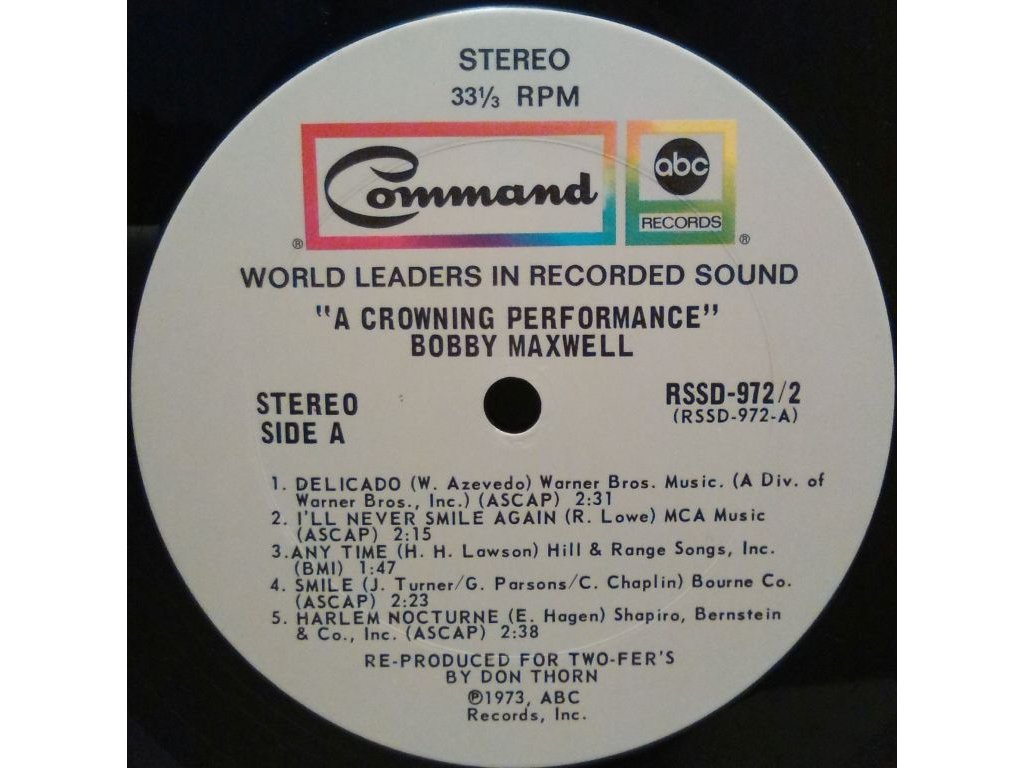 STEREO
33⅓ RPM
Command
abc
RECORDS
® ®
WORLD LEADERS IN RECORDED SOUND
"A CROWNING PERFORMANCE"
BOBBY MAXWELL
STEREO
SIDE A
RSSD-972/2
(RSSD-972-A)
1. DELICADO (W. Azevedo) Warner Bros. Music. (A Div. of
Warner Bros., Inc.) (ASCAP) 2:31
2. I'LL NEVER SMILE AGAIN (R. Lowe) MCA Music
(ASCAP) 2:15
3.ANY TIME (H. H. Lawson) Hill & Range Songs, Inc.
(BMI) 1:47
4. SMILE (J. Turner/G. Parsons/C. Chaplin) Bourne Co.
(ASCAP) 2:23
5. HARLEM NOCTURNE (E. Hagen) Shapiro, Bernstein
& Co., Inc. (ASCAP) 2:38
RE-PRODUCED FOR TWO-FER'S
BY DON THORN
℗1973, ABC
Records, Inc.